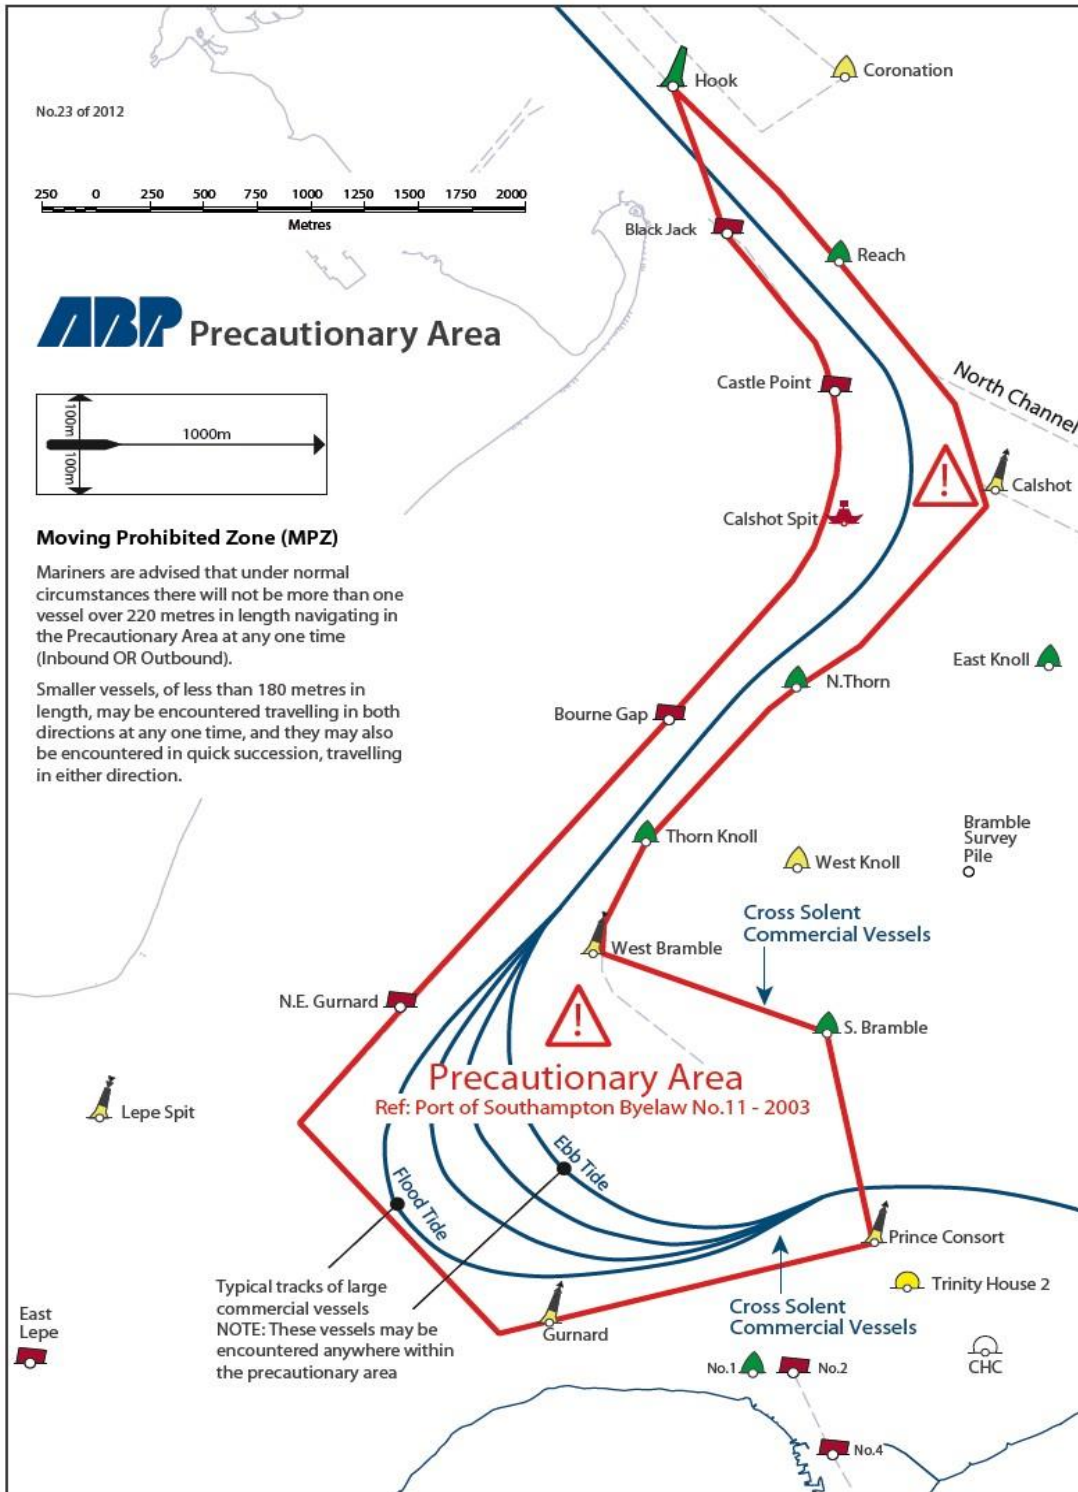 Hook
Coronation
No.23 of 2012
250 0 250 500 750 1000 1250 1500 1750 2000
Metres
Black Jack
Reach
ABP Precautionary Area
Castle Point
North Channel
100m
100m
1000m
Calshot
Calshot Spit
Moving Prohibited Zone (MPZ)
Mariners are advised that under normal
circumstances there will not be more than one
vessel over 220 metres in length navigating in
the Precautionary Area at any one time
(Inbound OR Outbound).
Smaller vessels, of less than 180 metres in
length, may be encountered travelling in both
directions at any one time, and they may also
be encountered in quick succession, travelling
in either direction.
East Knoll
N.Thorn
Bourne Gap
Thorn Knoll
West Knoll
Bramble
Survey
Pile
Cross Solent
Commercial Vessels
West Bramble
N.E. Gurnard
S. Bramble
!
!
Precautionary Area
Ref: Port of Southampton Byelaw No.11 - 2003
Lepe Spit
Ebb Tide
Flood Tide
Prince Consort
Trinity House 2
Typical tracks of large
commercial vessels
NOTE: These vessels may be
encountered anywhere within
the precautionary area
Cross Solent
Commercial Vessels
Gurnard
East
Lepe
No.1
No.2
CHC
No.4